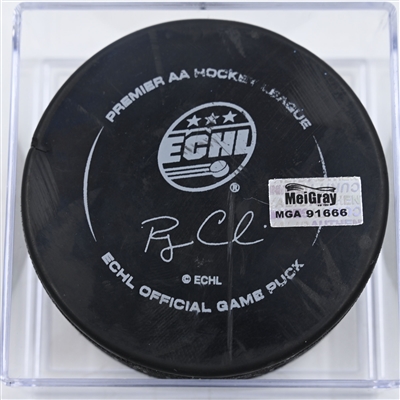 PREMIER AA HOCKEY LEAGUE
ECHL
®
MeiGray
MGA 91666
© ECHL
ECHL OFFICIAL GAME PUCK